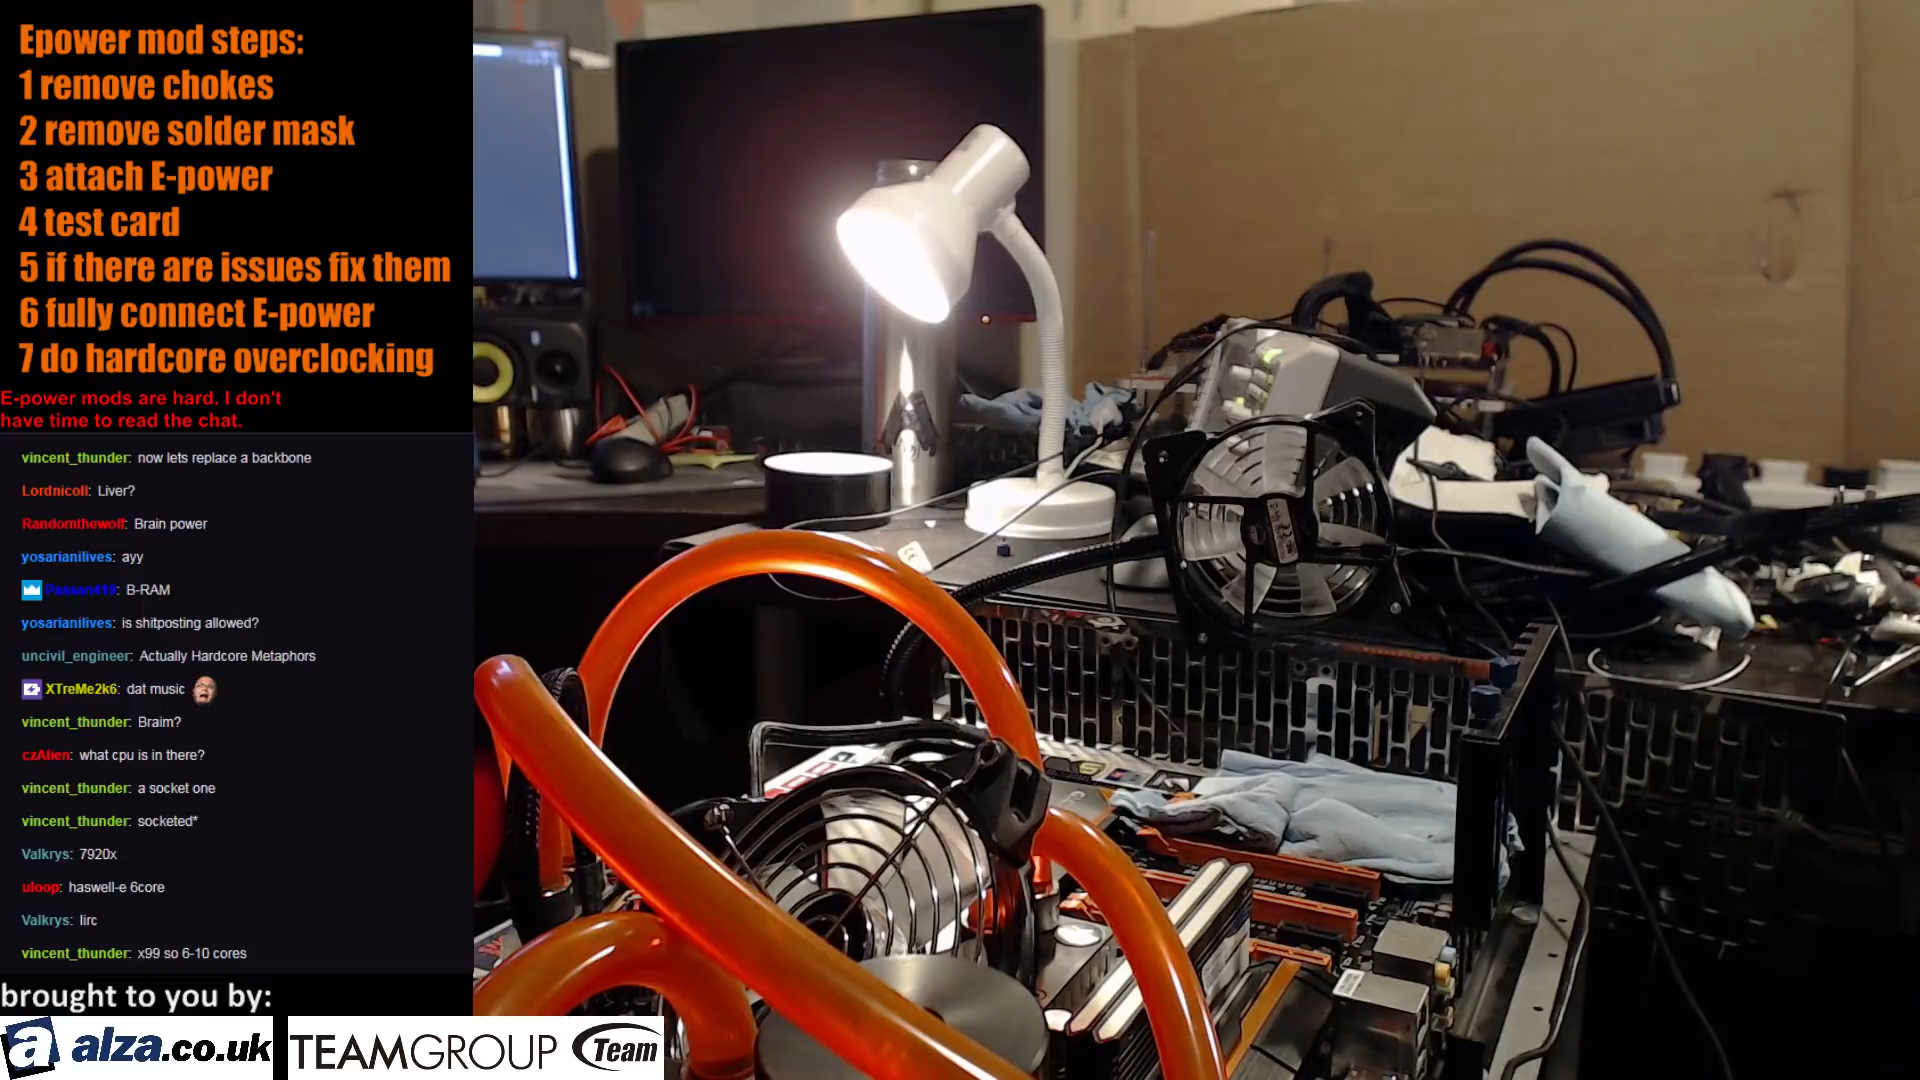 Epower mod steps:
1 remove chokes
2 remove solder mask
3 attach E-power
4 test card
5 if there are issues fix them
6 fully connect E-power
7 do hardcore overclocking
E-power mods are hard. I don't
have time to read the chat.
vincent_thunder: now lets replace a backbone
Lordnicoll: Liver?
Randomthewolf: Brain power
yosarianilives: ayy
Passant19: B-RAM
yosarianilives: is shitposting allowed?
uncivil_engineer: Actually Hardcore Metaphors
XTreMe2k6: dat music
vincent_thunder: Braim?
czAlien: what cpu is in there?
vincent_thunder: a socket one
vincent_thunder: socketed*
Valkrys: 7920x
uloop: haswell-e 6core
Valkrys: Iirc
vincent_thunder: x99 so 6-10 cores
brought to you by:
a alza.co.uk TEAMGROUP Team